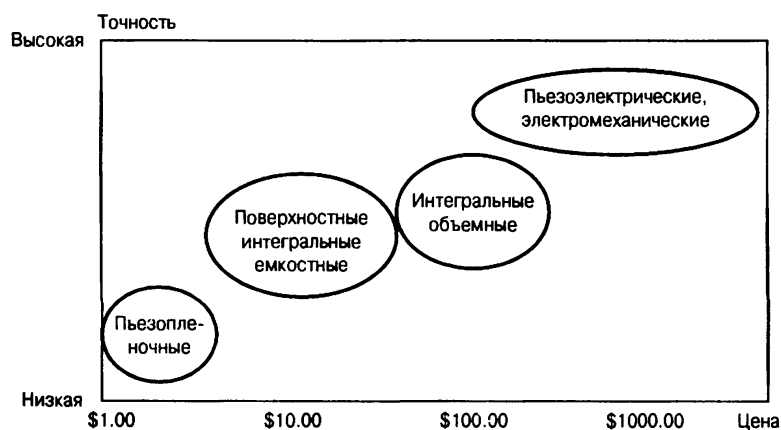 Точность
Высокая
Пьезоэлектрические,
электромеханические
Интегральные
объемные
Поверхностные
интегральные
емкостные
Пьезопле-
ночные
Низкая
$1.00 $10.00 $100.00 $1000.00 Цена